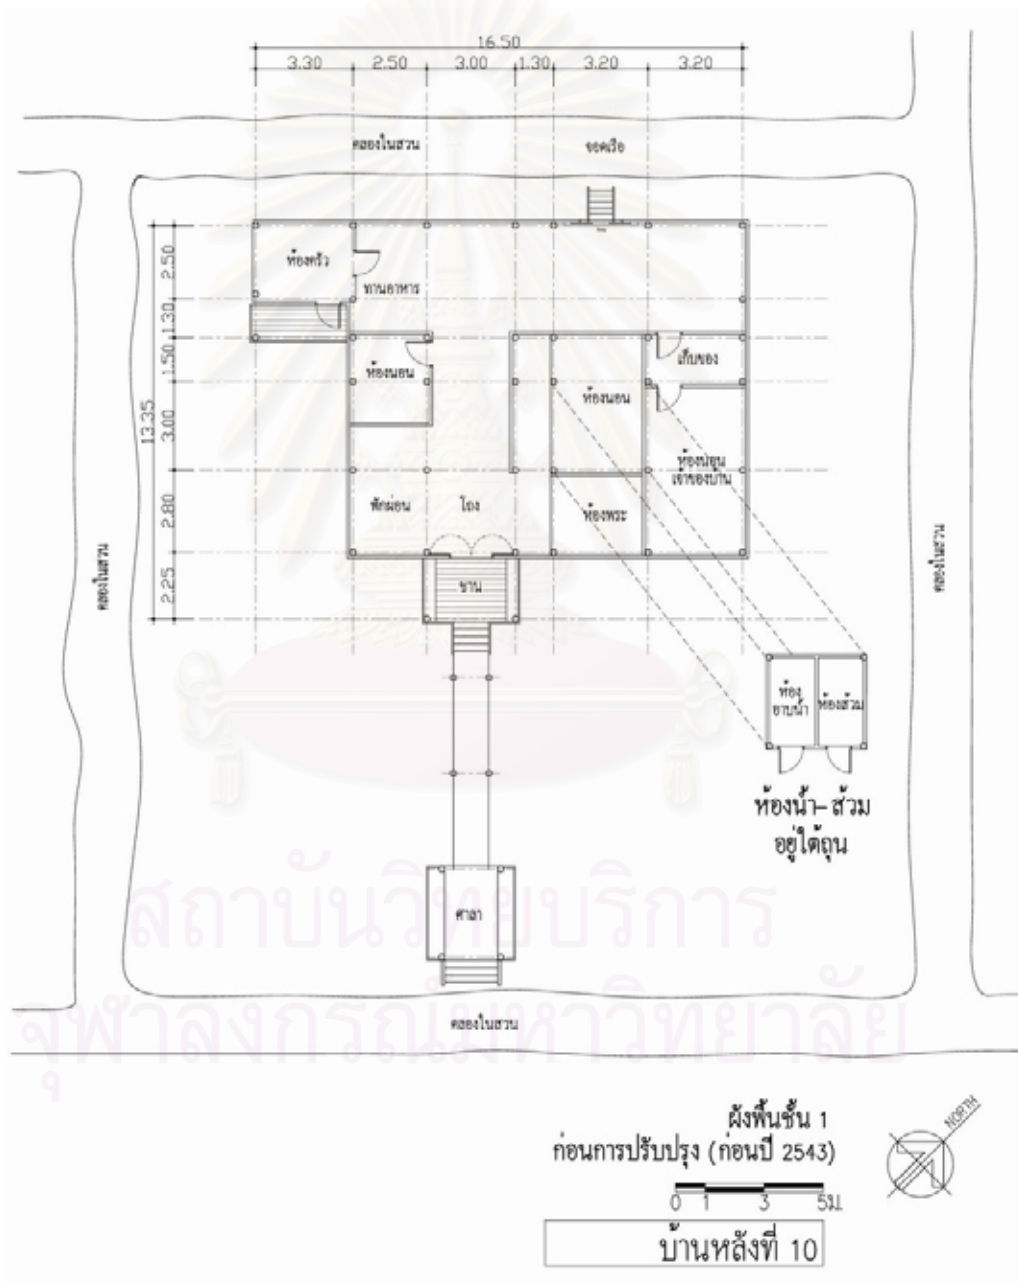 16.50
3.30 2.50 3.00 1.30 3.20 3.20
คลองในสวน จอดเรือ
ห้องครัว
ทานอาหาร
ห้องนอน
เก็บของ
ห้องนอน
ห้องนอน
เจ้าของบ้าน
พักผ่อน โถง ห้องพระ
ชาน
13.35
2.50
1.30
1.50
3.00
2.80
2.25
คลองในสวน
คลองในสวน
ห้อง
อาบน้ำ
ห้องส้วม
ห้องน้ำ-ส้วม
อยู่ใต้ถุน
ศาลา
คลองในสวน
สถาบันวิทยบริการ
จุฬาลงกรณ์มหาวิทยาลัย
ผังพื้นชั้น 1
ก่อนการปรับปรุง (ก่อนปี 2543)
NORTH
0 1 3 5ม.
บ้านหลังที่ 10